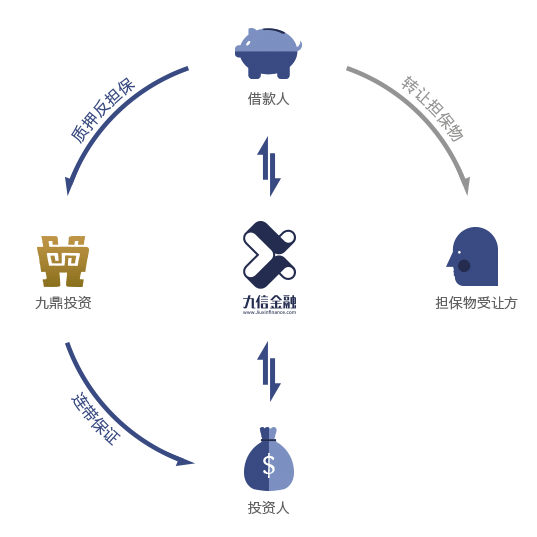 质押反担保
转让担保物
借款人
九鼎投资
九信金融
www.Jiuxinfinance.com
担保物受让方
连带保证
$
投资人